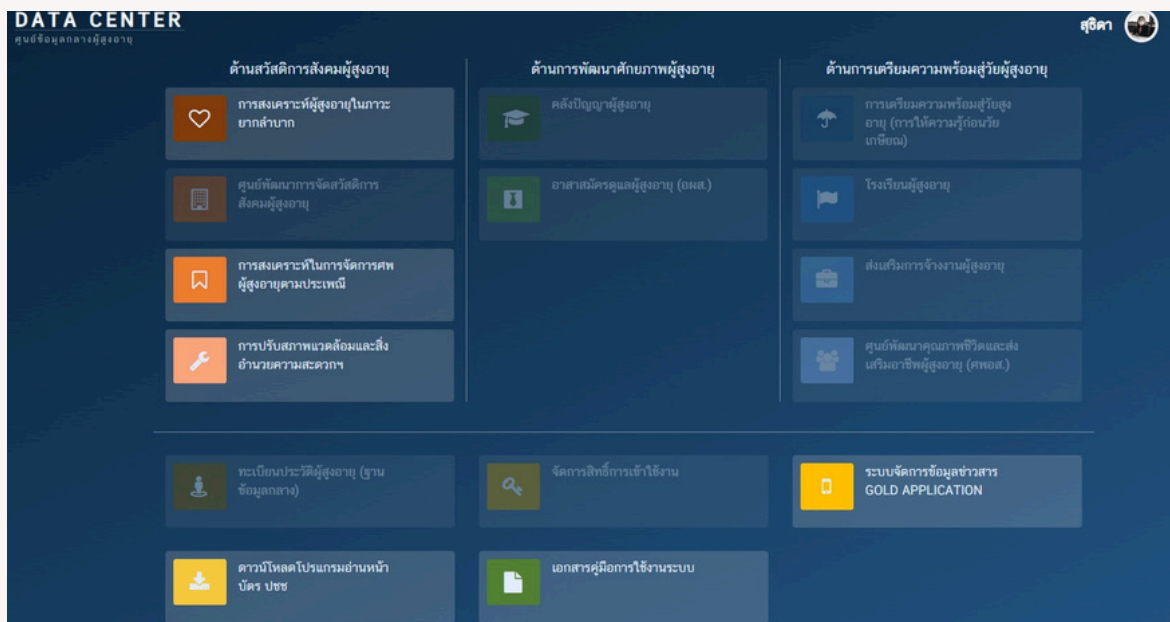 DATA CENTER
ศูนย์ข้อมูลกลางผู้สูงอายุ
สุธิดา
ด้านสวัสดิการสังคมผู้สูงอายุ
การสงเคราะห์ผู้สูงอายุในภาวะ
ยากลำบาก
ศูนย์พัฒนาการจัดสวัสดิการ
สังคมผู้สูงอายุ
การสงเคราะห์ในการจัดการศพ
ผู้สูงอายุตามประเพณี
การปรับสภาพแวดล้อมและสิ่ง
อำนวยความสะดวกฯ
ด้านการพัฒนาศักยภาพผู้สูงอายุ
คลังปัญญาผู้สูงอายุ
อาสาสมัครดูแลผู้สูงอายุ (อผส.)
ด้านการเตรียมความพร้อมสู่วัยผู้สูงอายุ
การเตรียมความพร้อมสู่วัยสูง
อายุ (การให้ความรู้ก่อนวัย
เกษียณ)
โรงเรียนผู้สูงอายุ
ส่งเสริมการจ้างงานผู้สูงอายุ
ศูนย์พัฒนาคุณภาพชีวิตและส่ง
เสริมอาชีพผู้สูงอายุ (ศพอส.)
ทะเบียนประวัติผู้สูงอายุ (ฐาน
ข้อมูลกลาง)
จัดการสิทธิ์การเข้าใช้งาน
ระบบจัดการข้อมูลข่าวสาร
GOLD APPLICATION
ดาวน์โหลดโปรแกรมอ่านหน้า
บัตร ปชช
เอกสารคู่มือการใช้งานระบบ